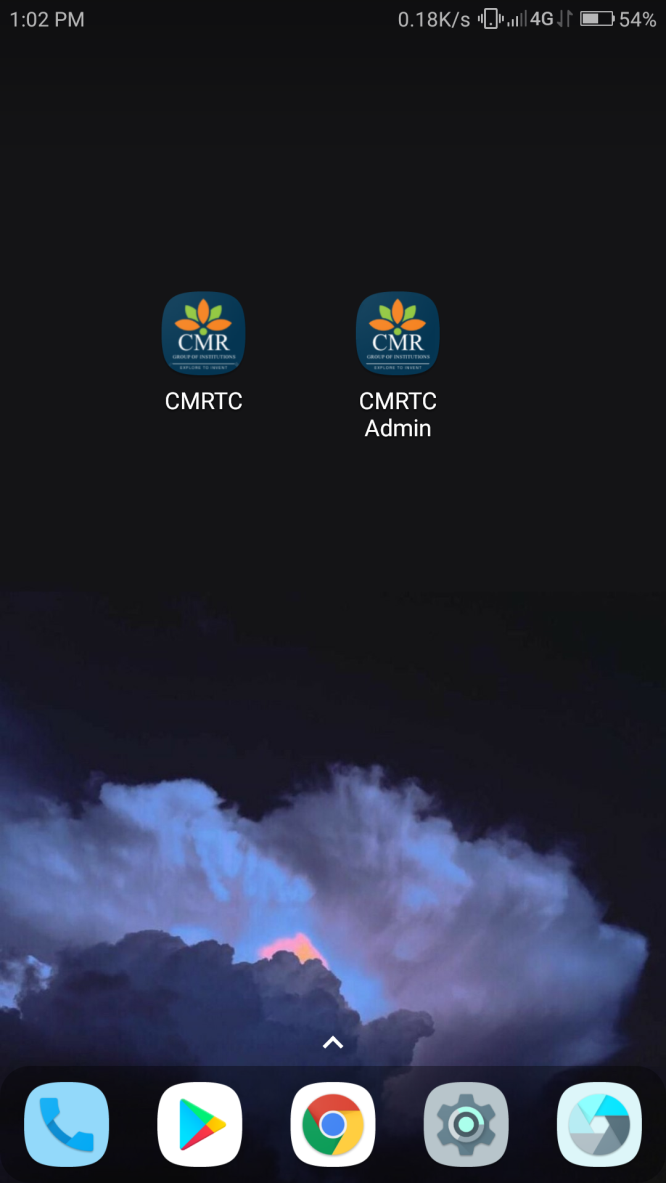 1:02 PM 0.18K/s 4G 54%
CMR
GROUP OF INSTITUTIONS
EXPLORE TO INVENT
CMR
GROUP OF INSTITUTIONS
EXPLORE TO INVENT
CMRTC
CMRTC
Admin